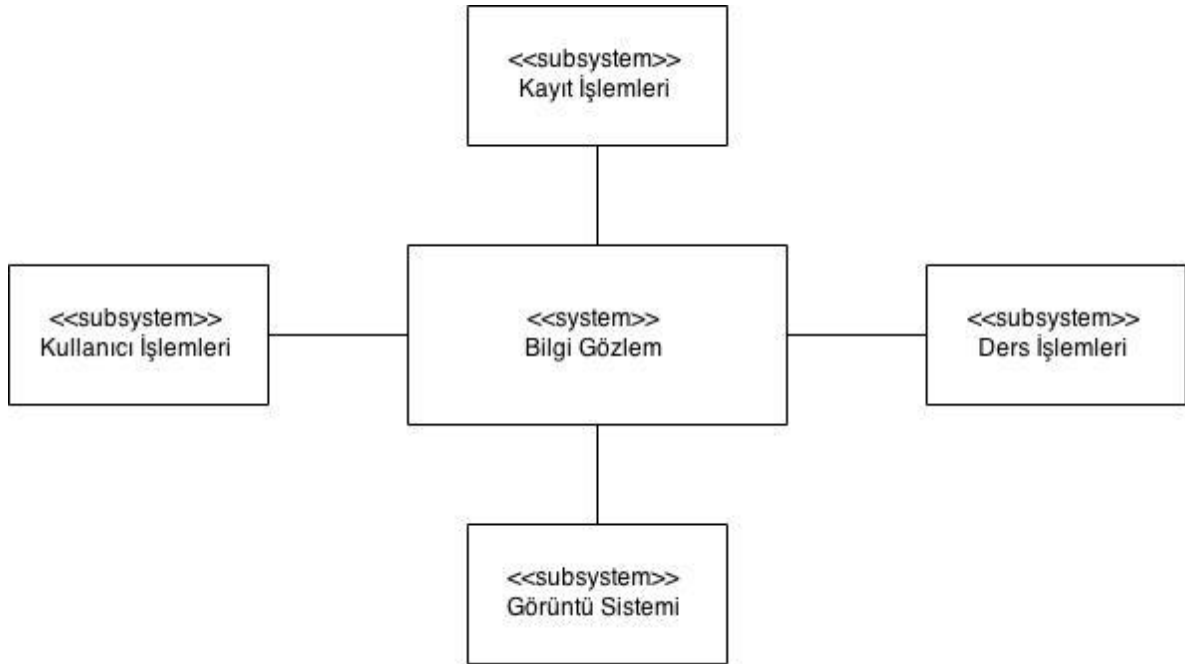 <<subsystem>>
Kayıt İşlemleri
<<subsystem>>
Kullanıcı İşlemleri
<<system>>
Bilgi Gözlem
<<subsystem>>
Ders İşlemleri
<<subsystem>>
Görüntü Sistemi